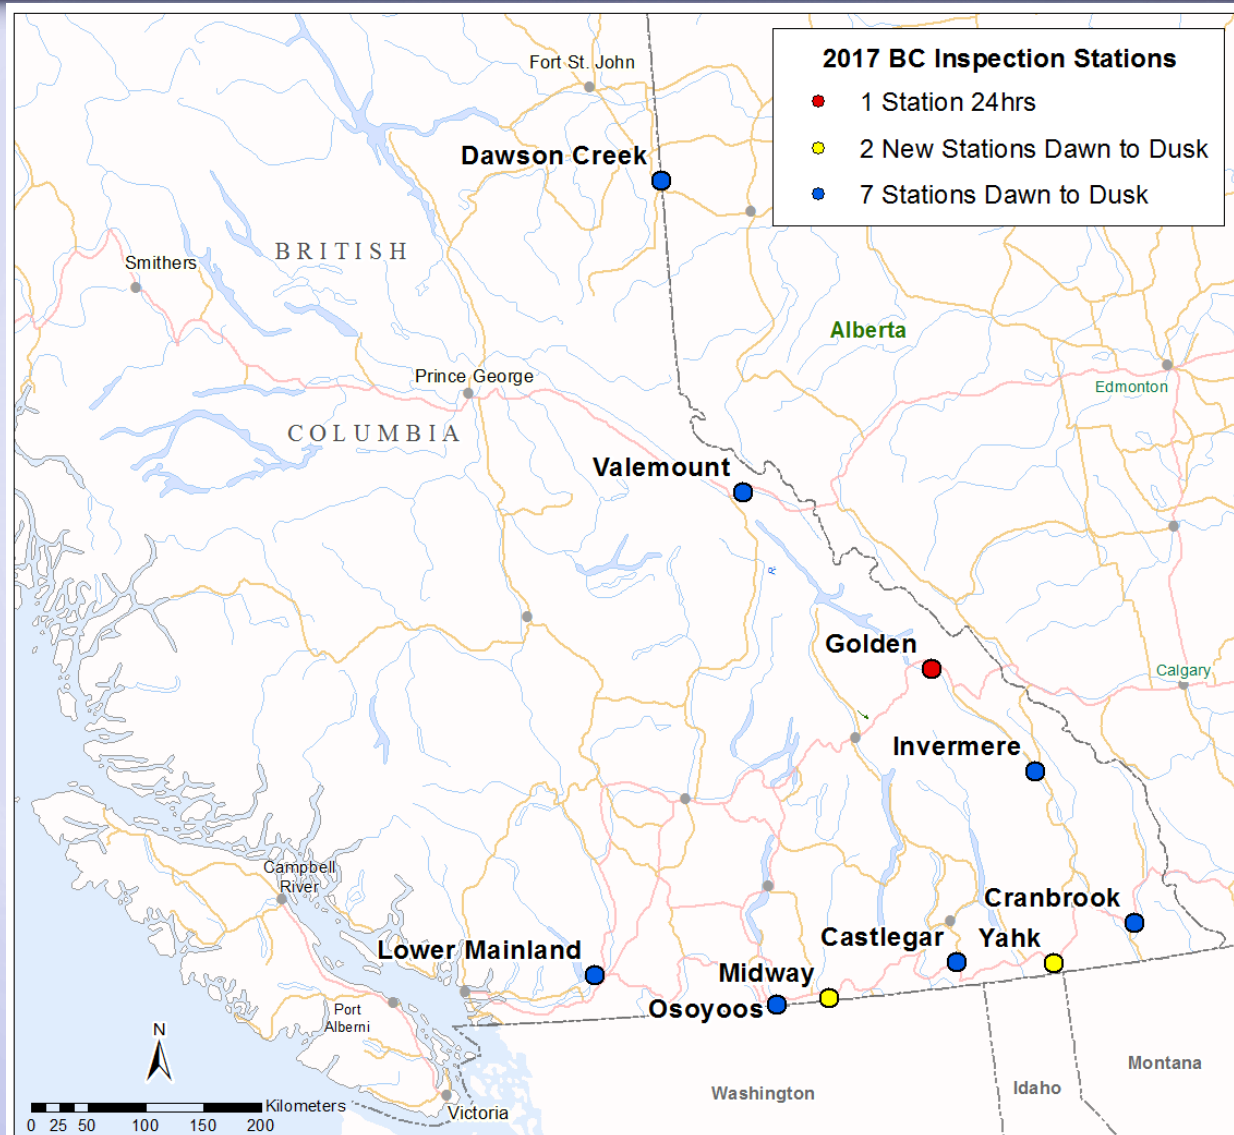 2017 BC Inspection Stations
1 Station 24hrs
2 New Stations Dawn to Dusk
7 Stations Dawn to Dusk
Fort St. John
Dawson Creek
BRITISH
Smithers
Alberta
Prince George
Edmonton
COLUMBIA
Valemount
R.
Golden
Calgary
Invermere
Campbell
River
Cranbrook
Castlegar
Yahk
Lower Mainland
Midway
Osoyoos
Port
Alberni
N
Montana
Washington
Idaho
Kilometers
Victoria
0 25 50 100 150 200